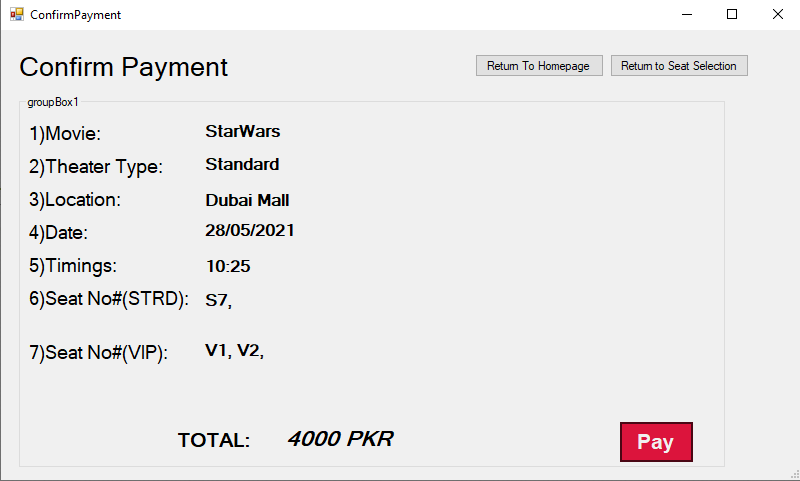 ConfirmPayment
Confirm Payment
Return To Homepage
Return to Seat Selection
groupBox1
1)Movie: StarWars
2)Theater Type: Standard
3)Location: Dubai Mall
4)Date: 28/05/2021
5)Timings: 10:25
6)Seat No#(STRD): S7,
7)Seat No#(VIP): V1, V2,
TOTAL: 4000 PKR
Pay